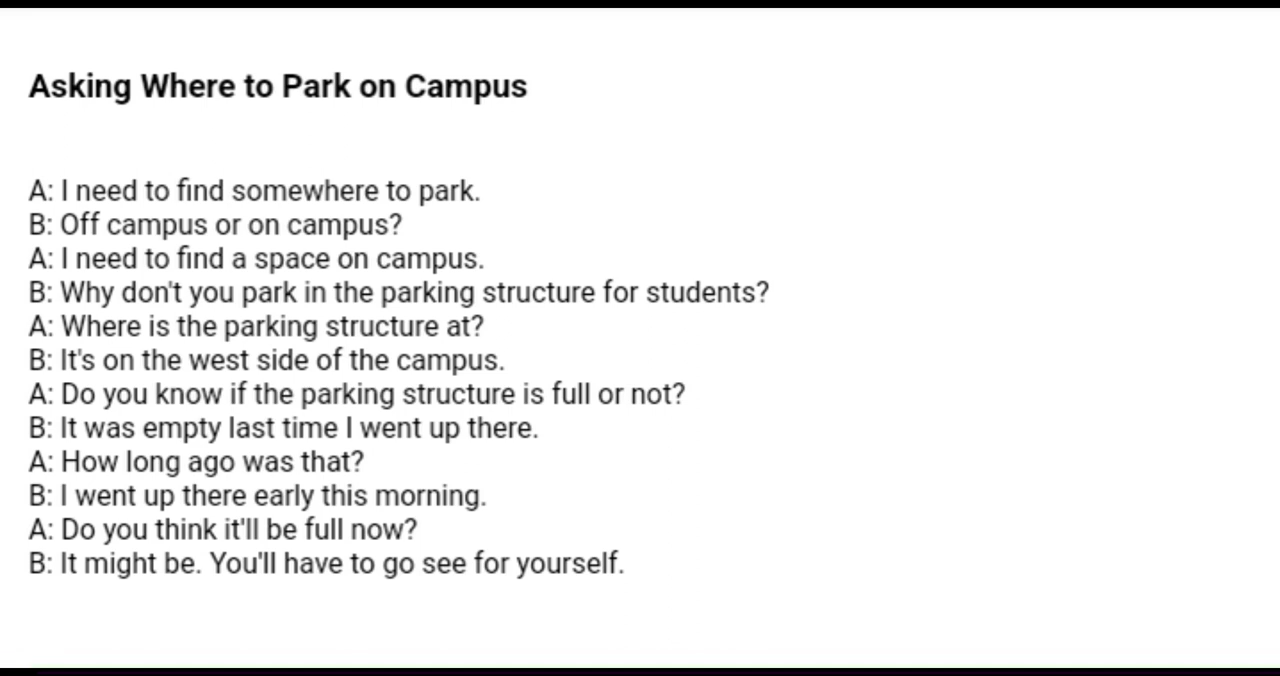 Asking Where to Park on Campus
A: I need to find somewhere to park.
B: Off campus or on campus?
A: I need to find a space on campus.
B: Why don't you park in the parking structure for students?
A: Where is the parking structure at?
B: It's on the west side of the campus.
A: Do you know if the parking structure is full or not?
B: It was empty last time I went up there.
A: How long ago was that?
B: I went up there early this morning.
A: Do you think it'll be full now?
B: It might be. You'll have to go see for yourself.